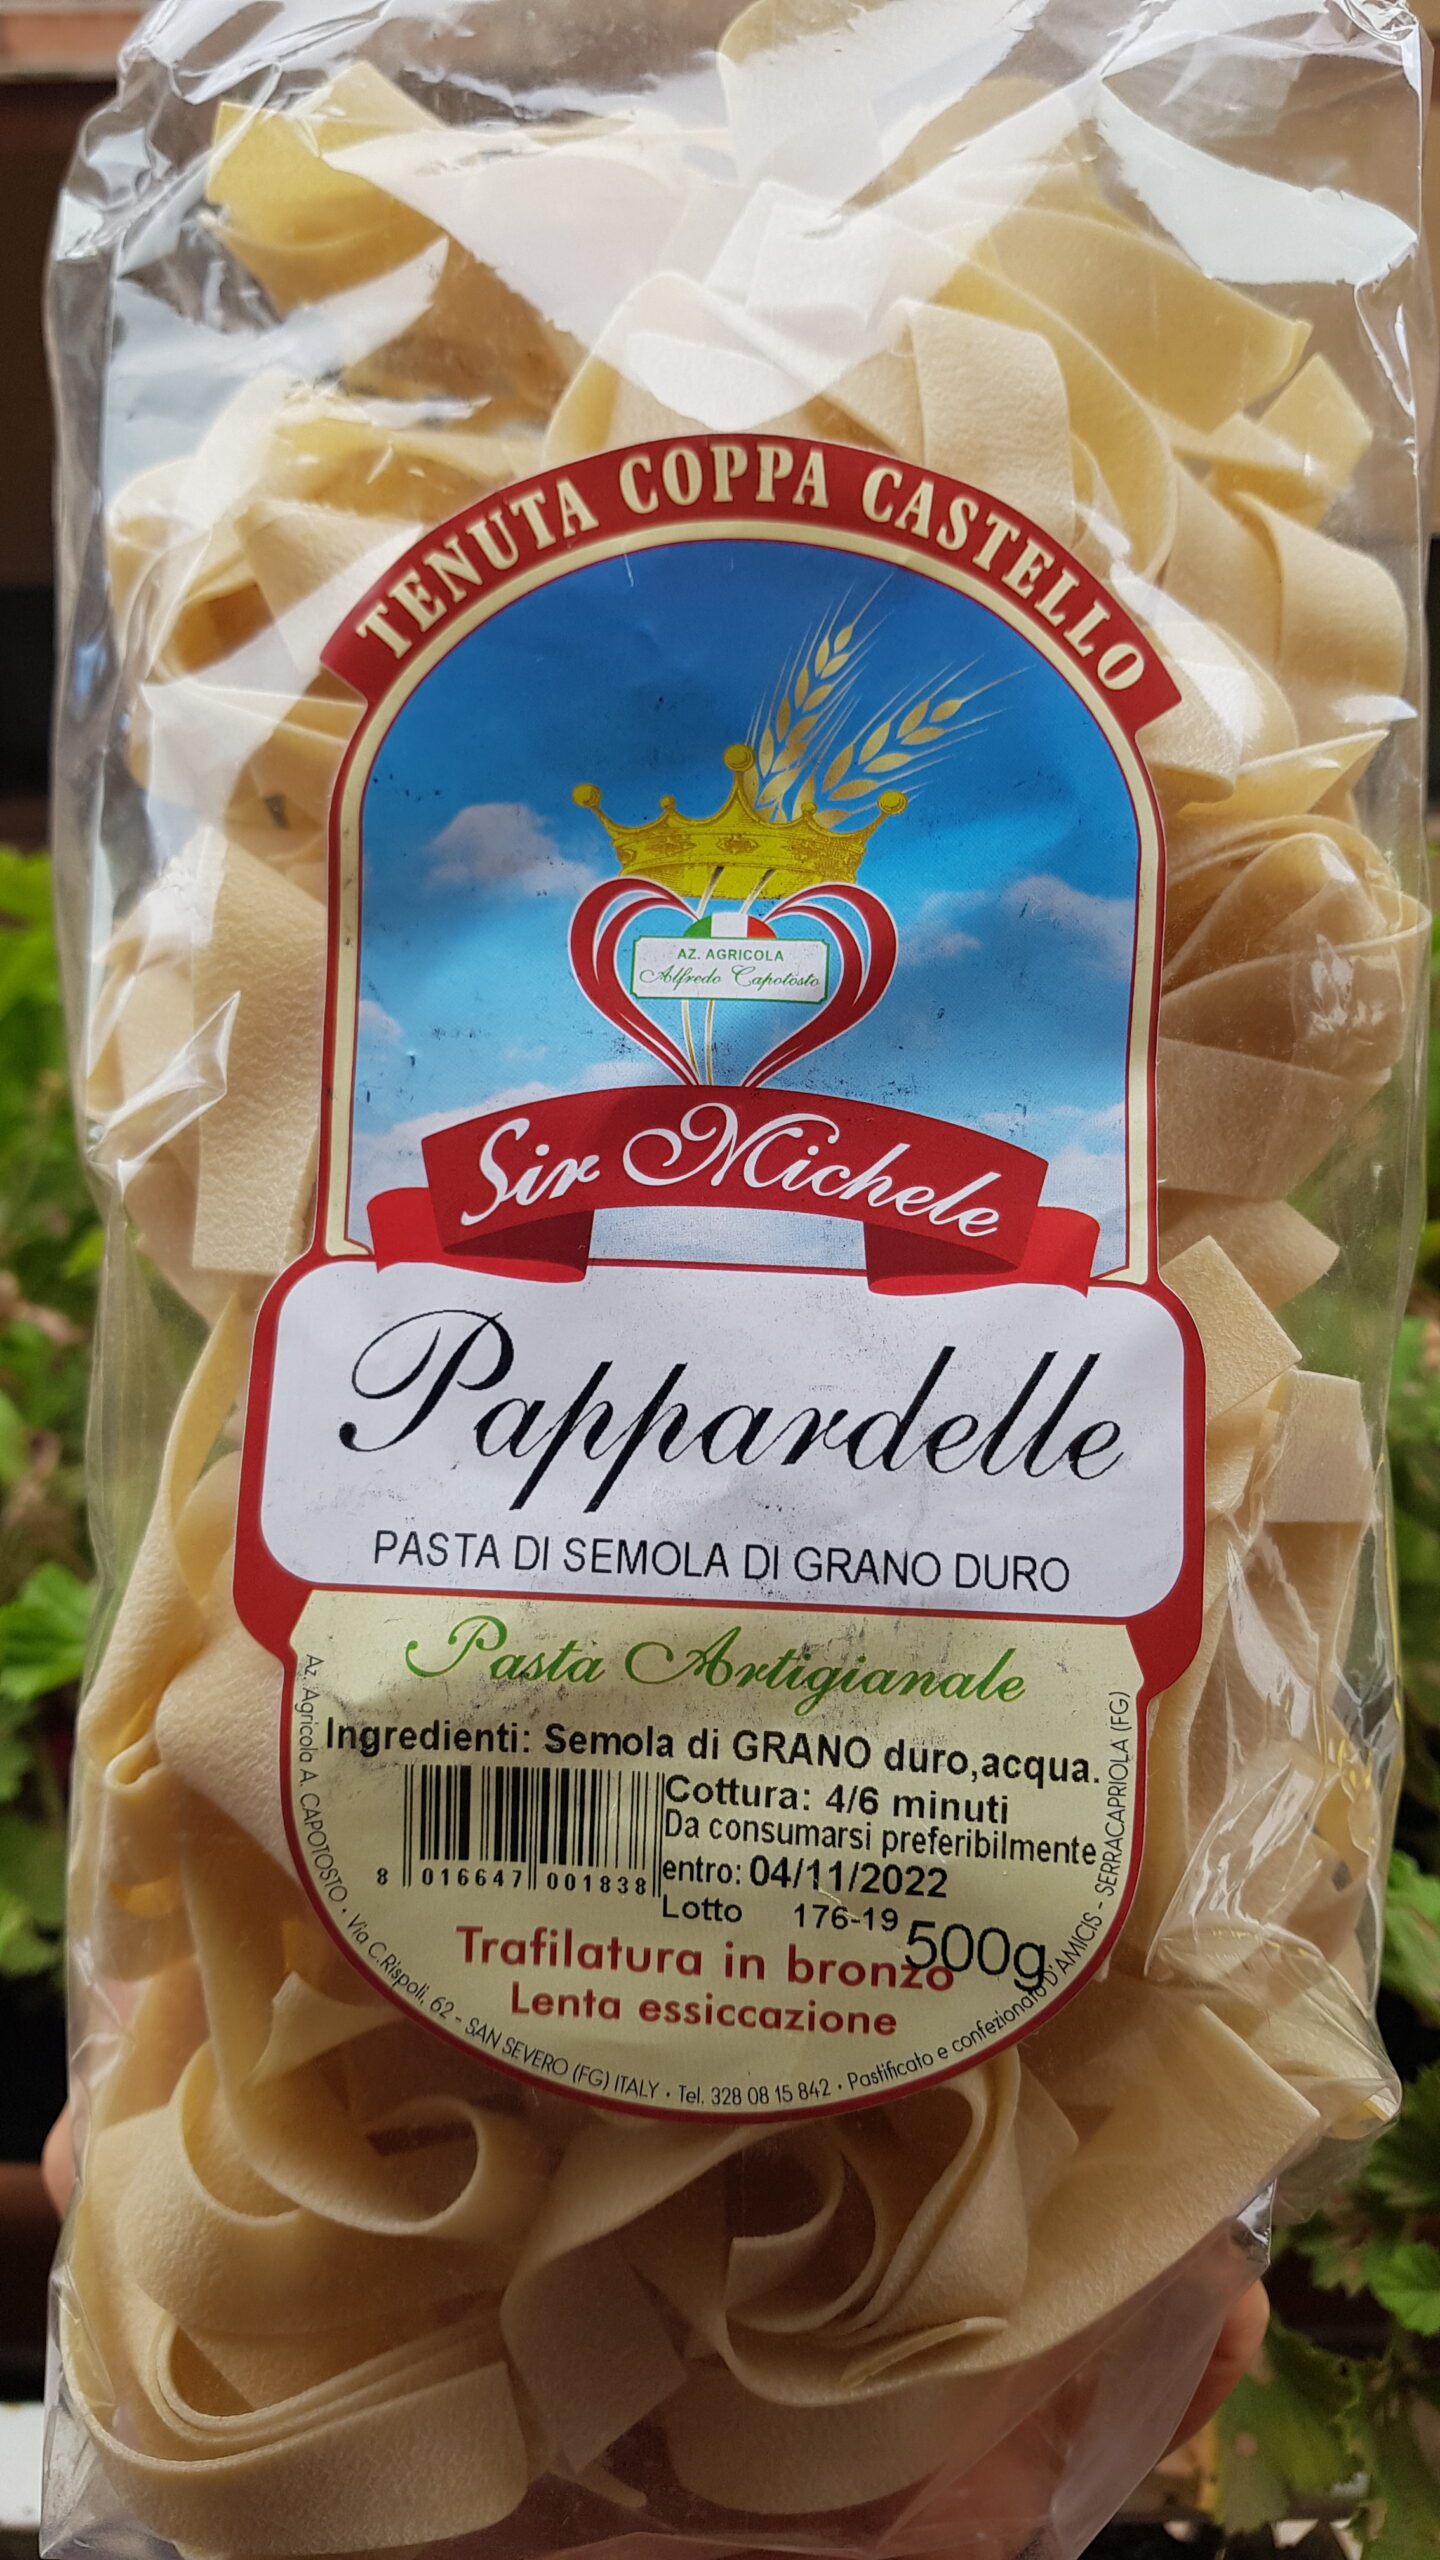 TENUTA COPPA CASTELLO
AZ. AGRICOLA
Alfredo Capotosto
Sir Michele
Pappardelle
PASTA DI SEMOLA DI GRANO DURO
Pasta Artigianale
Ingredienti: Semola di GRANO duro,acqua.
Cottura: 4/6 minuti
Da consumarsi preferibilmente
entro: 04/11/2022
8 016647 001838
Lotto 176-19
500g
Trafilatura in bronzo
Lenta essiccazione
Az. Agricola A. CAPOTOSTO • Via C.Rispoli, 62 - SAN SEVERO (FG) ITALY • Tel. 328 08 15 842 • Pastificato e confezionato D'AMICIS - SERRACAPRIOLA (FG)